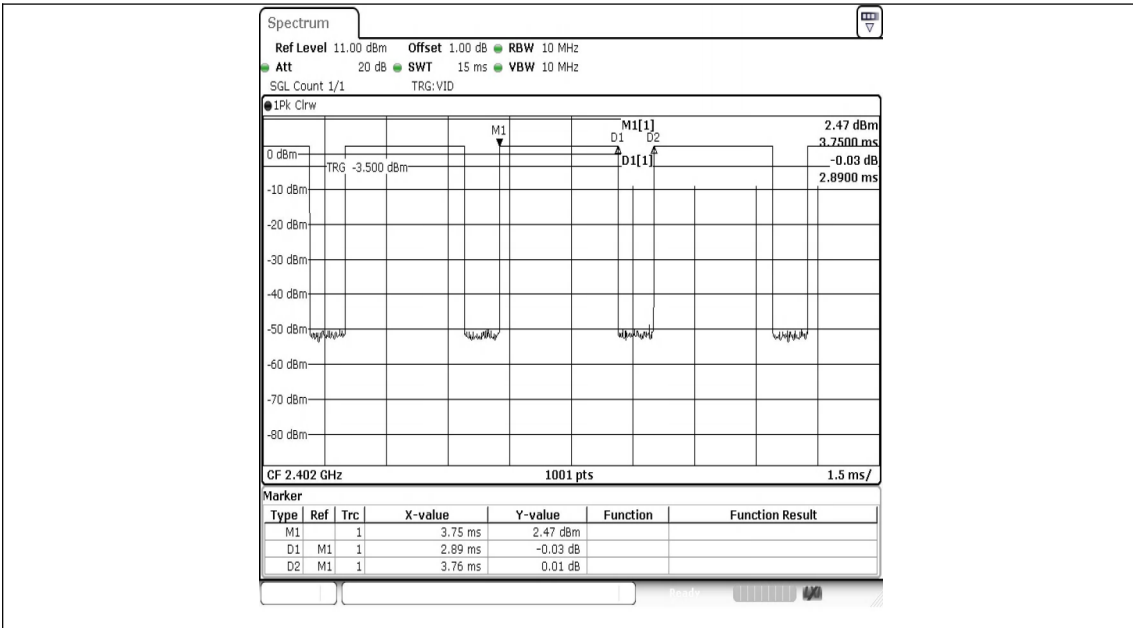 Spectrum
Ref Level 11.00 dBm Offset 1.00 dB RBW 10 MHz
Att 20 dB SWT 15 ms VBW 10 MHz
SGL Count 1/1 TRG:VID
1Pk Clrw
M1[1] 2.47 dBm
3.7500 ms
D1[1] -0.03 dB
2.8900 ms
M1
D1 D2
0 dBm
TRG -3.500 dBm
-10 dBm
-20 dBm
-30 dBm
-40 dBm
-50 dBm
-60 dBm
-70 dBm
-80 dBm
CF 2.402 GHz 1001 pts 1.5 ms/
Marker
Type Ref Trc X-value Y-value Function Function Result
M1 1 3.75 ms 2.47 dBm
D1 M1 1 2.89 ms -0.03 dB
D2 M1 1 3.76 ms 0.01 dB
Ready